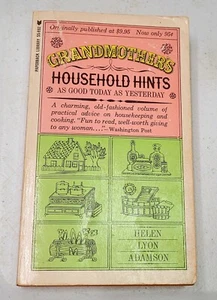 Originally published at $5.95 Now only 95¢
GRANDMOTHER'S
HOUSEHOLD HINTS
AS GOOD TODAY AS YESTERDAY
A charming, old-fashioned volume of
practical advice on housekeeping and
cooking. "Fun to read, well-worth giving
to any woman...."—Washington Post
HELEN
LYON
ADAMSON